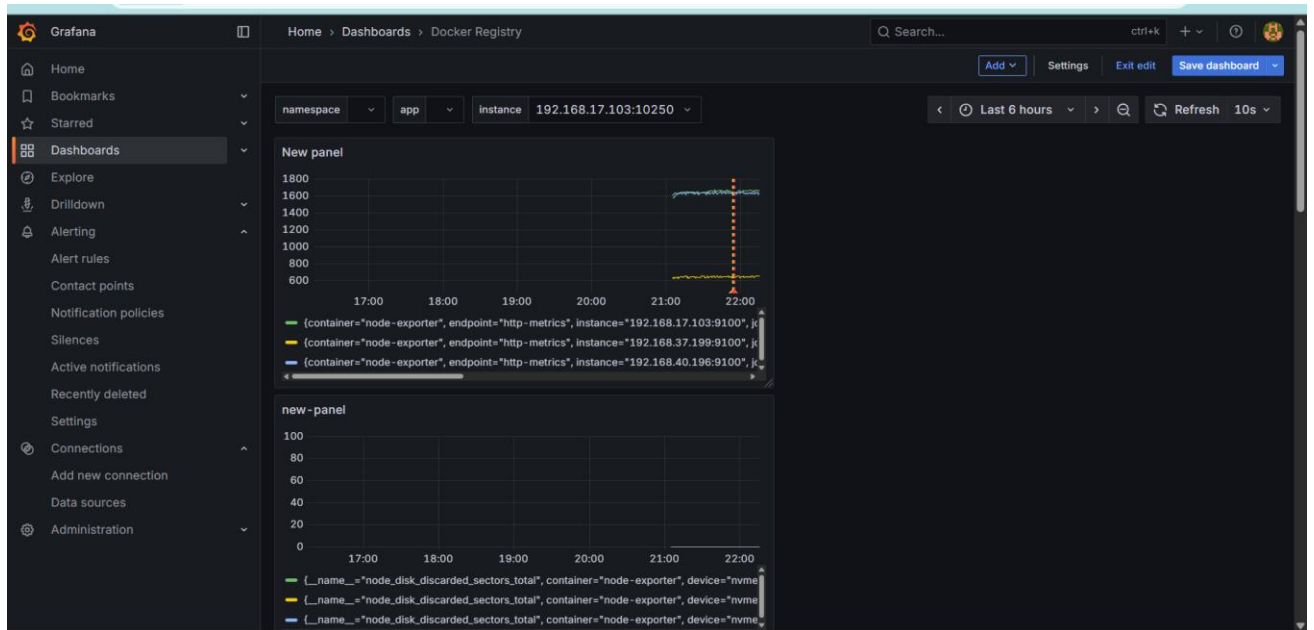 Grafana
Home › Dashboards › Docker Registry
Search...
ctrl+k
Home
Bookmarks
Starred
Dashboards
Explore
Drilldown
Alerting
Alert rules
Contact points
Notification policies
Silences
Active notifications
Recently deleted
Settings
Connections
Add new connection
Data sources
Administration
Add
Settings
Exit edit
Save dashboard
namespace
app
instance 192.168.17.103:10250
Last 6 hours
Refresh 10s
New panel
1800
1600
1400
1200
1000
800
600
17:00 18:00 19:00 20:00 21:00 22:00
{container="node-exporter", endpoint="http-metrics", instance="192.168.17.103:9100",
{container="node-exporter", endpoint="http-metrics", instance="192.168.37.199:9100",
{container="node-exporter", endpoint="http-metrics", instance="192.168.40.196:9100",
new-panel
100
80
60
40
20
0
17:00 18:00 19:00 20:00 21:00 22:00
{__name__="node_disk_discarded_sectors_total", container="node-exporter", device="nvme
{__name__="node_disk_discarded_sectors_total", container="node-exporter", device="nvme
{__name__="node_disk_discarded_sectors_total", container="node-exporter", device="nvme